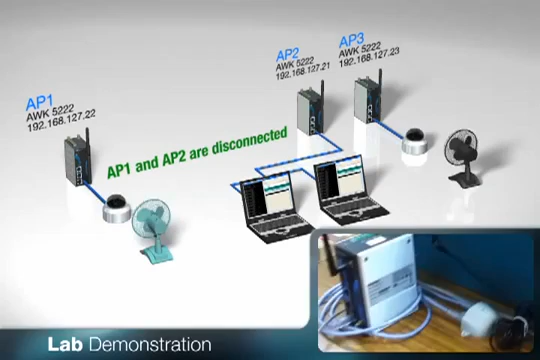 AP1
AWK 5222
192.168.127.22
AP2
AWK 5222
192.168.127.21
AP3
AWK 5222
192.168.127.23
AP1 and AP2 are disconnected
Lab Demonstration